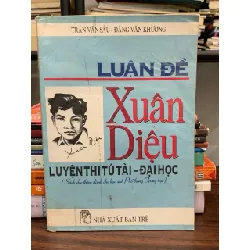 TRẦN VĂN SÁU - ĐẶNG VĂN KHƯƠNG
LUẬN ĐỀ
Xuân
Diệu
LUYỆN THI TÚ TÀI - ĐẠI HỌC
NHÀ XUẤT BẢN TRẺ